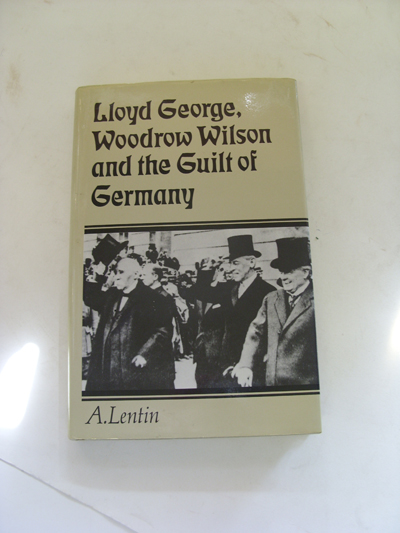 Lloyd George,
Woodrow Wilson
and the Guilt of
Germany
A.Lentin